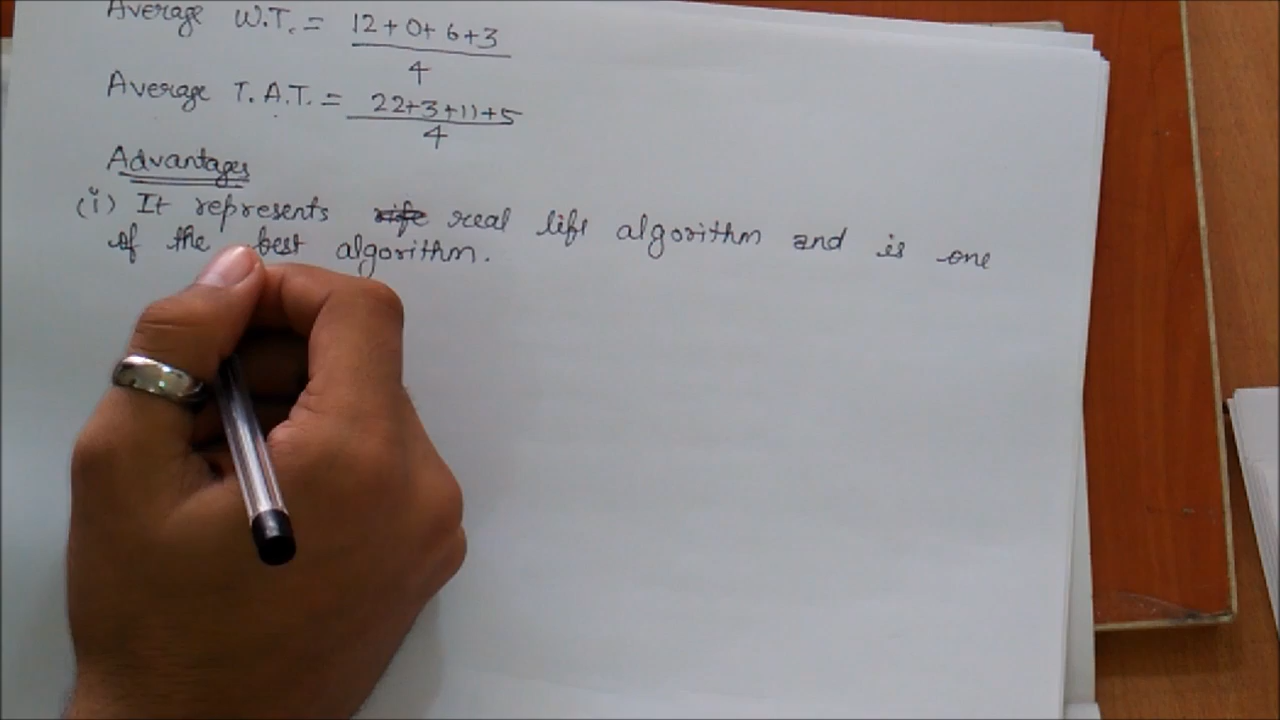 Average W.T. = 12+0+6+3
4
Average T.A.T. = 22+3+11+5
4
Advantages
(i) It represents real life algorithm and is one
of the best algorithm.